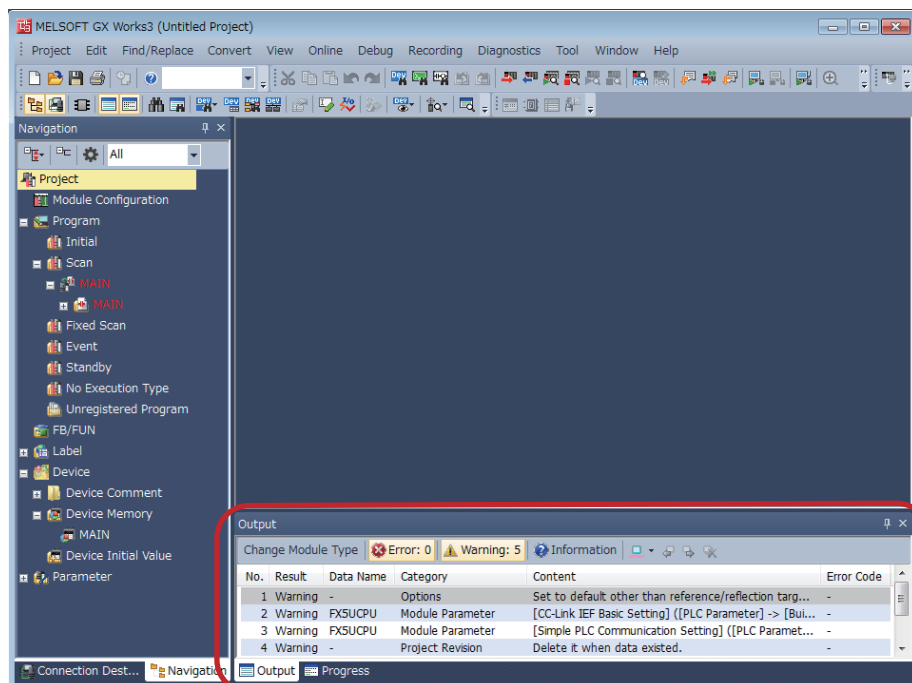 MELSOFT GX Works3 (Untitled Project)
Project Edit Find/Replace Convert View Online Debug Recording Diagnostics Tool Window Help
Navigation
All
Project
Module Configuration
Program
Initial
Scan
MAIN
MAIN
Fixed Scan
Event
Standby
No Execution Type
Unregistered Program
FB/FUN
Label
Device
Device Comment
Device Memory
MAIN
Device Initial Value
Parameter
Output
Change Module Type Error: 0 Warning: 5 Information
No. Result Data Name Category Content Error Code
1 Warning - Options Set to default other than reference/reflection targ... -
2 Warning FX5UCPU Module Parameter [CC-Link IEF Basic Setting] ([PLC Parameter] -> [Bui... -
3 Warning FX5UCPU Module Parameter [Simple PLC Communication Setting] ([PLC Paramet... -
4 Warning - Project Revision Delete it when data existed. -
Connection Dest... Navigation Output Progress